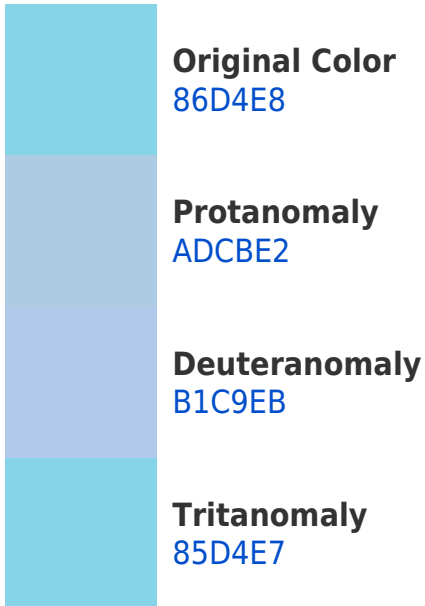 Original Color
86D4E8
Protanomaly
ADCBE2
Deuteranomaly
B1C9EB
Tritanomaly
85D4E7